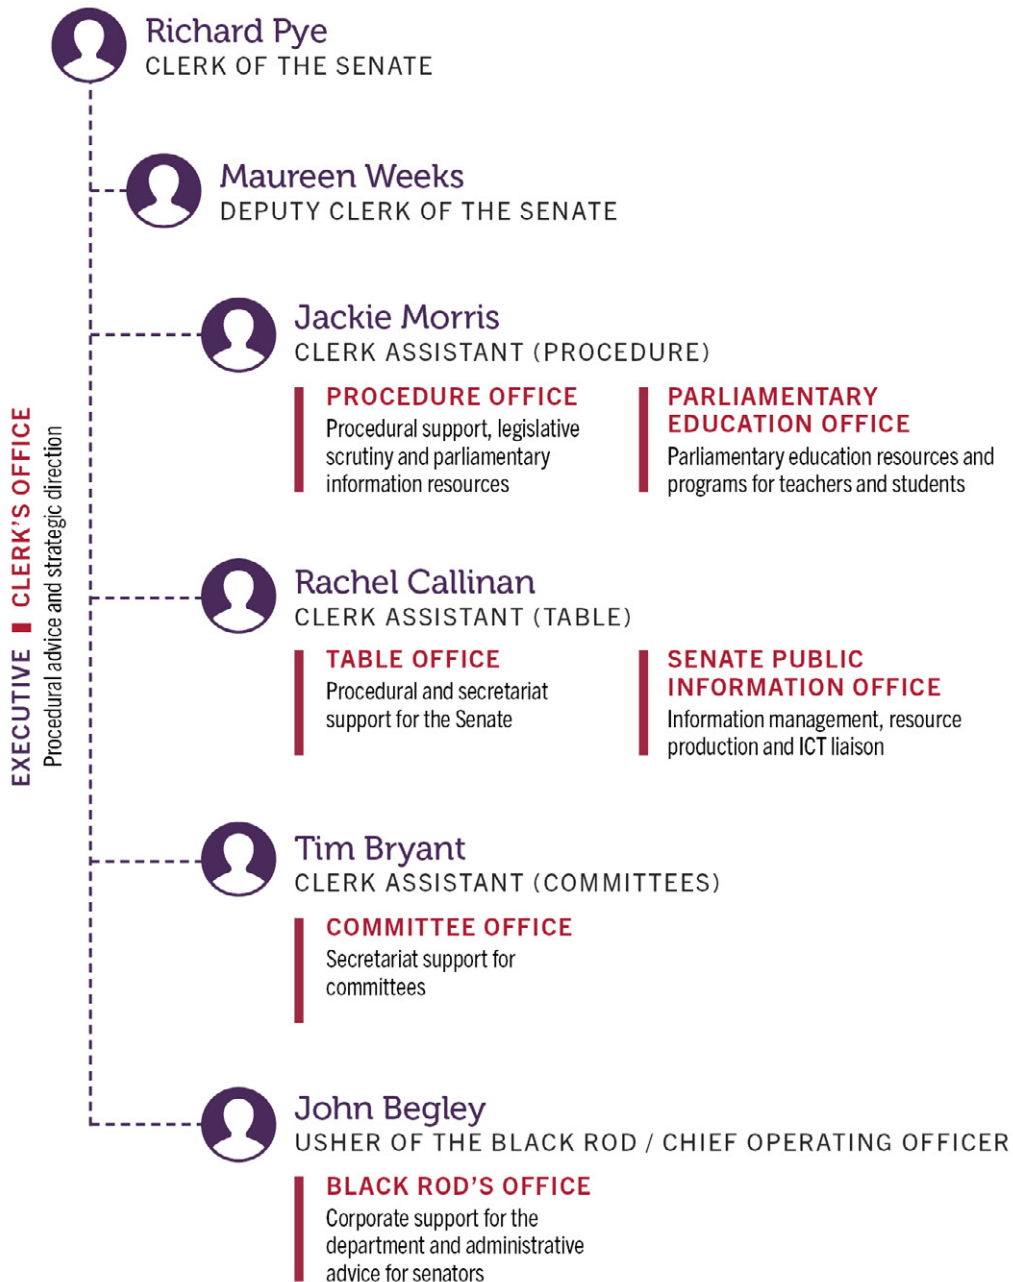 Richard Pye
CLERK OF THE SENATE
Maureen Weeks
DEPUTY CLERK OF THE SENATE
Jackie Morris
CLERK ASSISTANT (PROCEDURE)
PROCEDURE OFFICE
Procedural support, legislative
scrutiny and parliamentary
information resources
PARLIAMENTARY
EDUCATION OFFICE
Parliamentary education resources and
programs for teachers and students
EXECUTIVE CLERK'S OFFICE
Procedural advice and strategic direction
Rachel Callinan
CLERK ASSISTANT (TABLE)
TABLE OFFICE
Procedural and secretariat
support for the Senate
SENATE PUBLIC
INFORMATION OFFICE
Information management, resource
production and ICT liaison
Tim Bryant
CLERK ASSISTANT (COMMITTEES)
COMMITTEE OFFICE
Secretariat support for
committees
John Begley
USHER OF THE BLACK ROD / CHIEF OPERATING OFFICER
BLACK ROD'S OFFICE
Corporate support for the
department and administrative
advice for senators